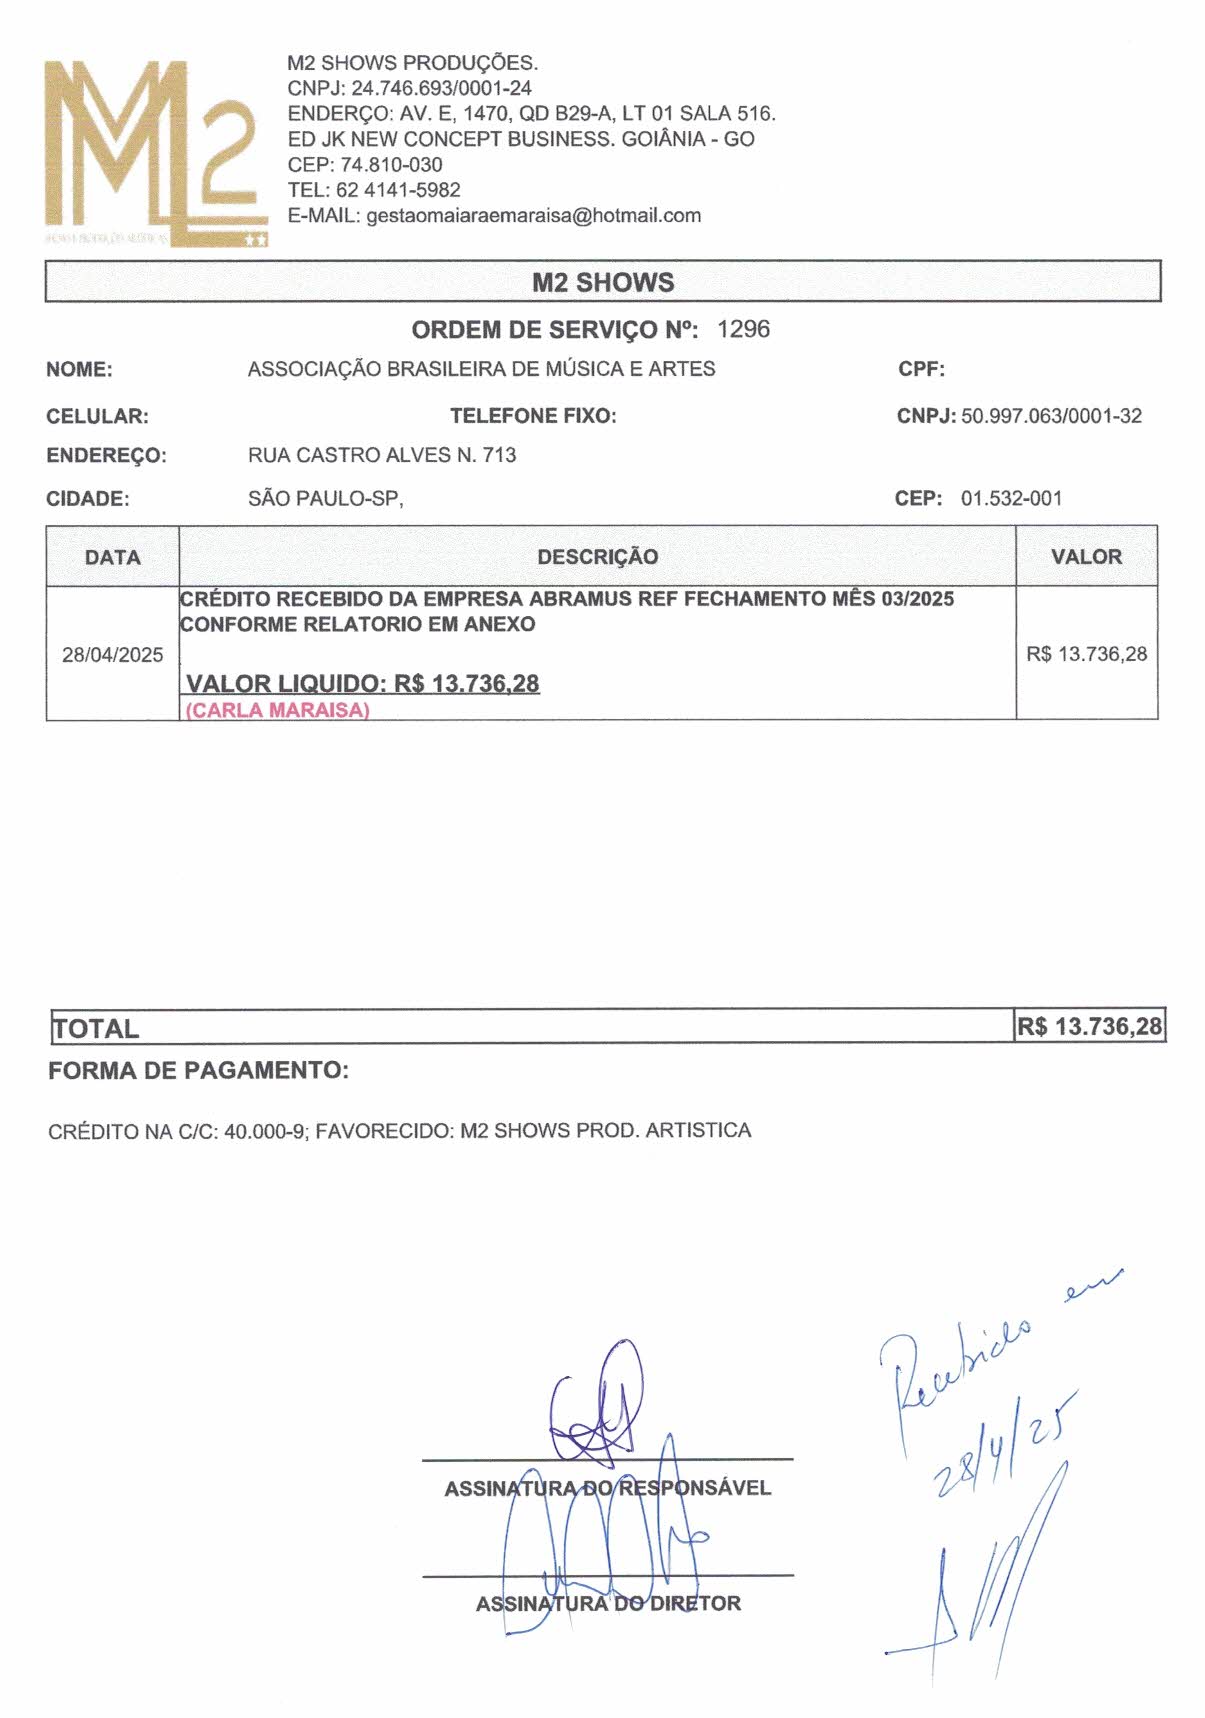 M2 SHOWS PRODUÇÕES.
CNPJ: 24.746.693/0001-24
ENDERÇO: AV. E, 1470, QD B29-A, LT 01 SALA 516.
ED JK NEW CONCEPT BUSINESS. GOIÂNIA - GO
CEP: 74.810-030
TEL: 62 4141-5982
E-MAIL: gestaomaiaraemaraisa@hotmail.com
M2
M2 SHOWS
ORDEM DE SERVIÇO Nº: 1296
NOME: ASSOCIAÇÃO BRASILEIRA DE MÚSICA E ARTES CPF:
CELULAR: TELEFONE FIXO: CNPJ: 50.997.063/0001-32
ENDEREÇO: RUA CASTRO ALVES N. 713
CIDADE: SÃO PAULO-SP, CEP: 01.532-001
DATA DESCRIÇÃO VALOR
CRÉDITO RECEBIDO DA EMPRESA ABRAMUS REF FECHAMENTO MÊS 03/2025
CONFORME RELATORIO EM ANEXO
28/04/2025 R$ 13.736,28
VALOR LIQUIDO: R$ 13.736,28
(CARLA MARAISA)
TOTAL R$ 13.736,28
FORMA DE PAGAMENTO:
CRÉDITO NA C/C: 40.000-9; FAVORECIDO: M2 SHOWS PROD. ARTISTICA
Recebido em
28/4/25
ASSINATURA DO RESPONSÁVEL
ASSINATURA DO DIRETOR